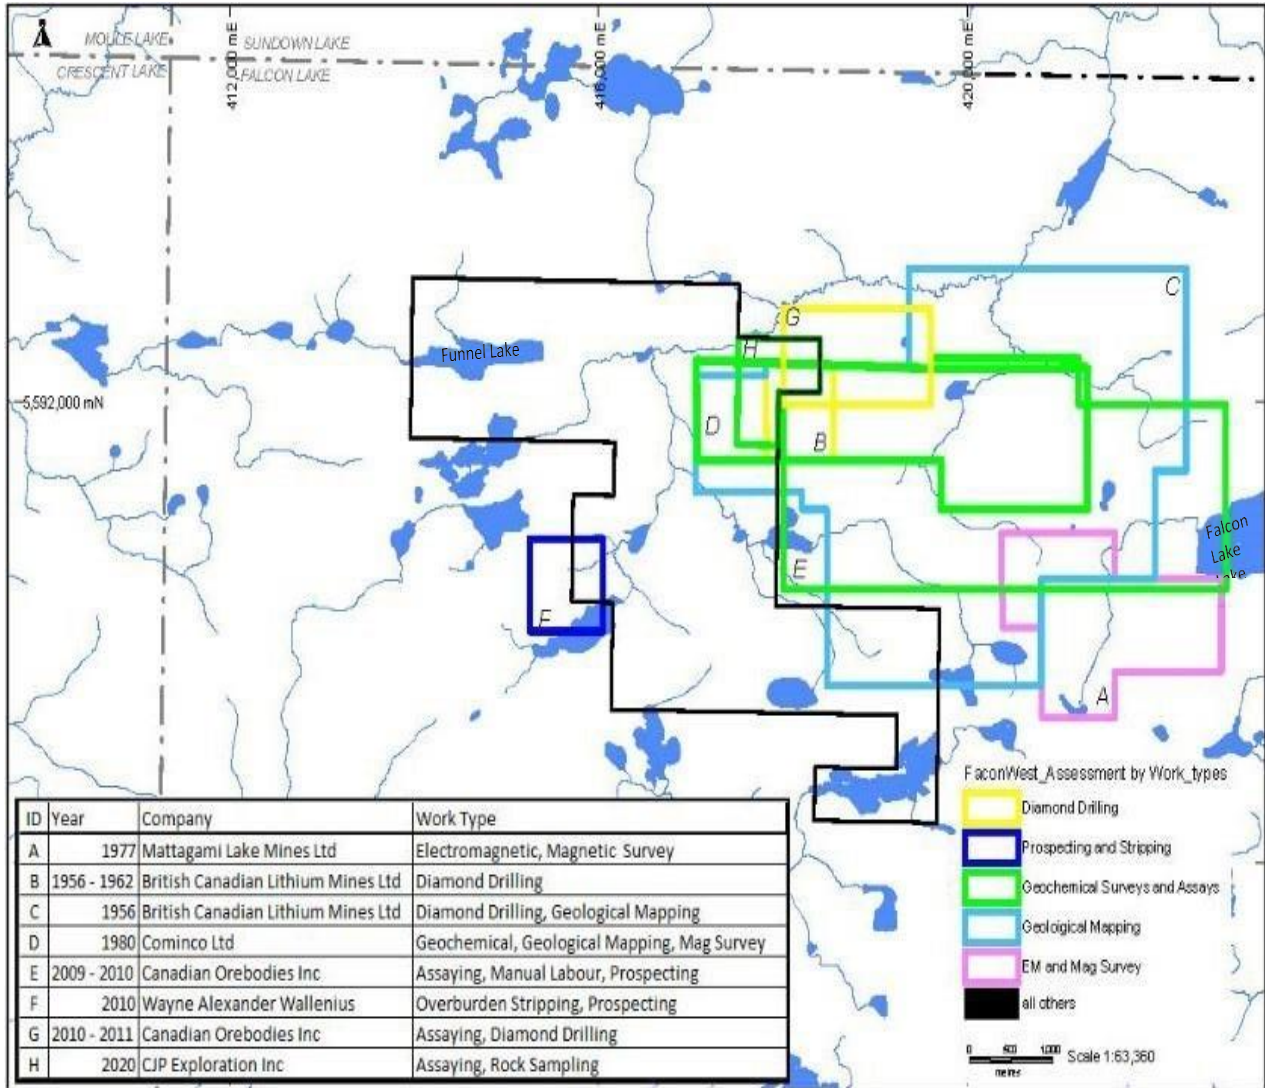 MOULE LAKE
SUNDOWN LAKE
CRESCENT LAKE
FALCON LAKE
412,000 mE
416,000 mE
420,000 mE
C
G
Funnel Lake
H
5,592,000 mN
D
B
Falcon
Lake
Lake
E
F
A
FaconWest_Assessment by Work_types
Diamond Drilling
Prospecting and Stripping
Geochemical Surveys and Assays
Geoloigical Mapping
EM and Mag Survey
all others
0 500 1,000
metres
Scale 1:63,360
ID Year Company Work Type
A 1977 Mattagami Lake Mines Ltd Electromagnetic, Magnetic Survey
B 1956 - 1962 British Canadian Lithium Mines Ltd Diamond Drilling
C 1956 British Canadian Lithium Mines Ltd Diamond Drilling, Geological Mapping
D 1980 Cominco Ltd Geochemical, Geological Mapping, Mag Survey
E 2009 - 2010 Canadian Orebodies Inc Assaying, Manual Labour, Prospecting
F 2010 Wayne Alexander Wallenius Overburden Stripping, Prospecting
G 2010 - 2011 Canadian Orebodies Inc Assaying, Diamond Drilling
H 2020 CJP Exploration Inc Assaying, Rock Sampling